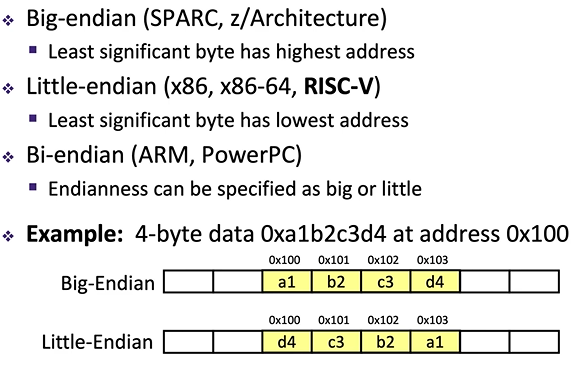 ❖ Big-endian (SPARC, z/Architecture)
▪ Least significant byte has highest address
❖ Little-endian (x86, x86-64, RISC-V)
▪ Least significant byte has lowest address
❖ Bi-endian (ARM, PowerPC)
▪ Endianness can be specified as big or little
❖ Example: 4-byte data 0xa1b2c3d4 at address 0x100
0x100 0x101 0x102 0x103
Big-Endian a1 b2 c3 d4
0x100 0x101 0x102 0x103
Little-Endian d4 c3 b2 a1